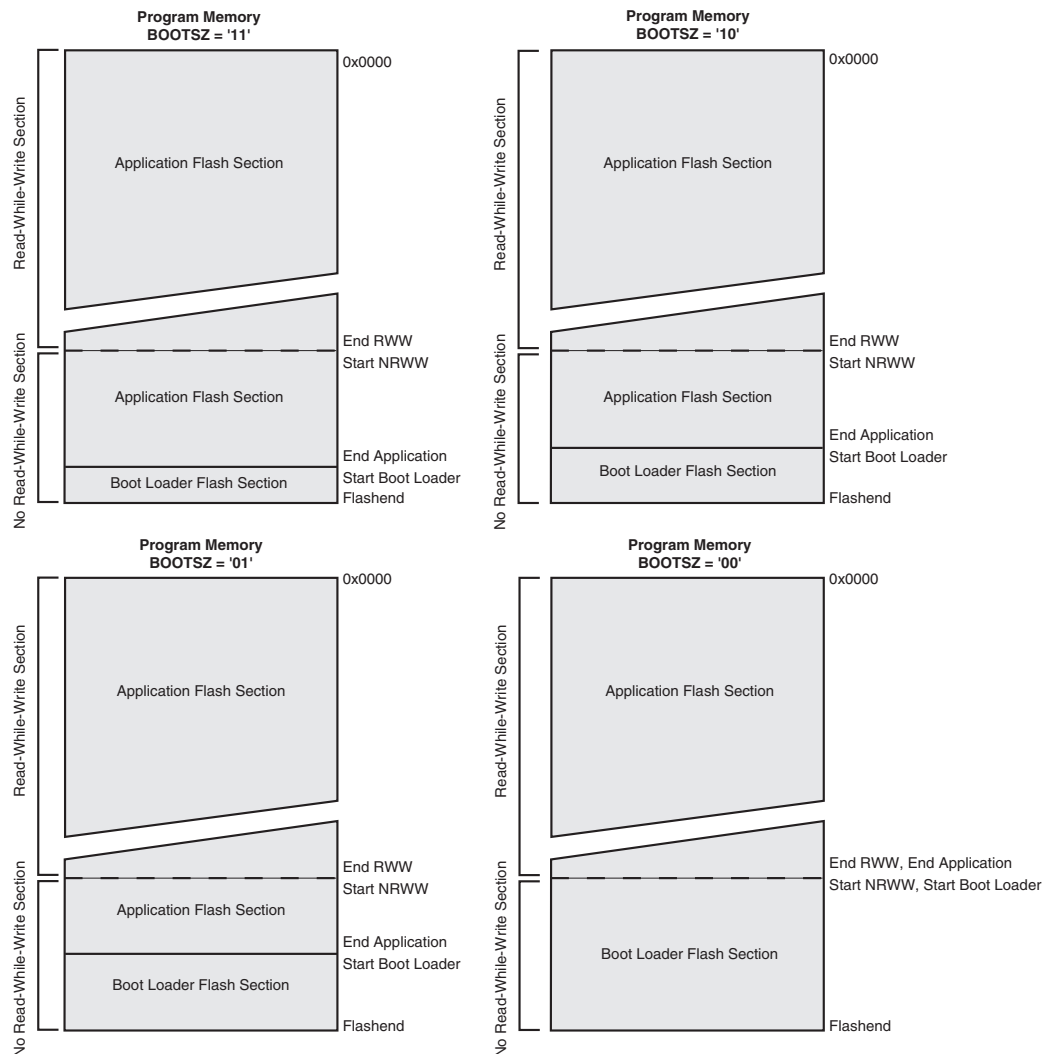 Program Memory
BOOTSZ = '11'
0x0000
Read-While-Write Section
Application Flash Section
End RWW
Start NRWW
No Read-While-Write Section
Application Flash Section
End Application
Start Boot Loader
Boot Loader Flash Section
Flashend
Program Memory
BOOTSZ = '10'
0x0000
Read-While-Write Section
Application Flash Section
End RWW
Start NRWW
No Read-While-Write Section
Application Flash Section
End Application
Start Boot Loader
Boot Loader Flash Section
Flashend
Program Memory
BOOTSZ = '01'
0x0000
Read-While-Write Section
Application Flash Section
End RWW
Start NRWW
No Read-While-Write Section
Application Flash Section
End Application
Start Boot Loader
Boot Loader Flash Section
Flashend
Program Memory
BOOTSZ = '00'
0x0000
Read-While-Write Section
Application Flash Section
End RWW, End Application
Start NRWW, Start Boot Loader
No Read-While-Write Section
Boot Loader Flash Section
Flashend